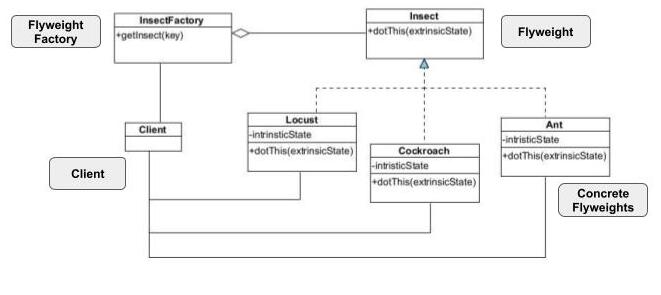 Flyweight
Factory
InsectFactory
+getInsect(key)
Insect
+dotThis(extrinsicState)
Flyweight
Client
Client
Locust
-intrinsticState
+dotThis(extrinsicState)
Cockroach
-intristicState
+dotThis(extrinsicState)
Ant
-intristicState
+dotThis(extrinsicState)
Concrete
Flyweights